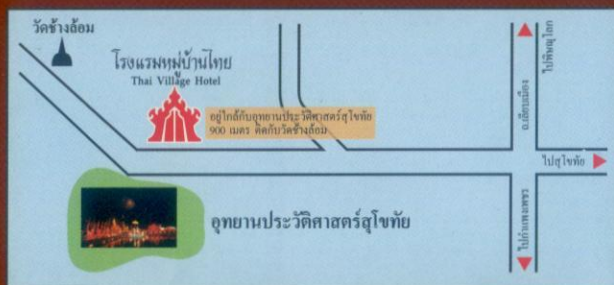 วัดช้างล้อม
โรงแรมหมู่บ้านไทย
Thai Village Hotel
อยู่ใกล้กับอุทยานประวัติศาสตร์สุโขทัย
900 เมตร ติดกับวัดช้างล้อม
อุทยานประวัติศาสตร์สุโขทัย
ไปพิษณุโลก
ถ.เลี่ยงเมือง
ไปสุโขทัย
ไปกำแพงเพชร